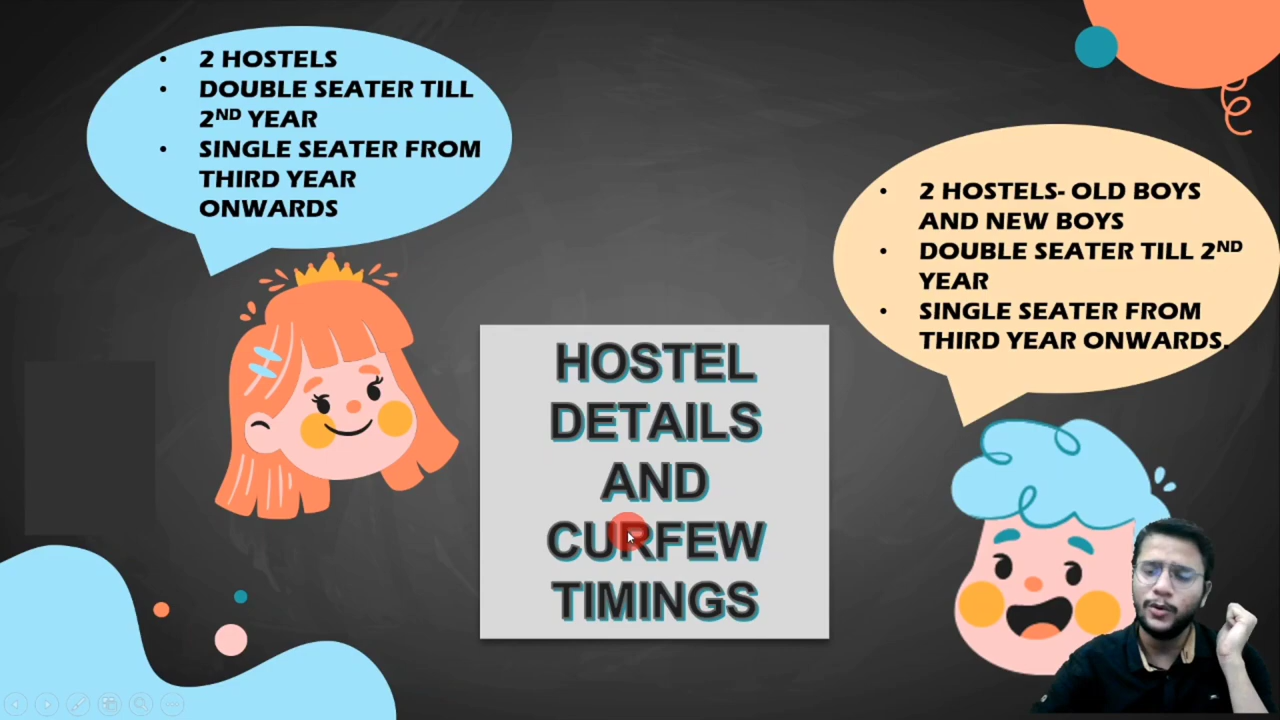 • 2 HOSTELS
• DOUBLE SEATER TILL
2ND YEAR
• SINGLE SEATER FROM
THIRD YEAR
ONWARDS
• 2 HOSTELS- OLD BOYS
AND NEW BOYS
• DOUBLE SEATER TILL 2ND
YEAR
• SINGLE SEATER FROM
THIRD YEAR ONWARDS.
HOSTEL
DETAILS
AND
CURFEW
TIMINGS